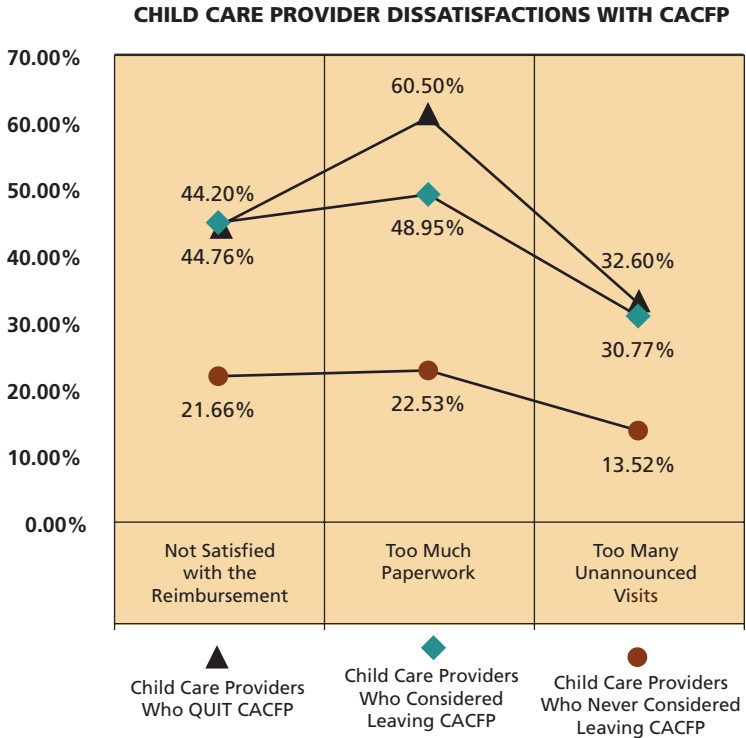 CHILD CARE PROVIDER DISSATISFACTIONS WITH CACFP
70.00%
60.00%
50.00%
40.00%
30.00%
20.00%
10.00%
0.00%
44.20%
44.76%
21.66%
60.50%
48.95%
22.53%
32.60%
30.77%
13.52%
Not Satisfied
with the
Reimbursement
Too Much
Paperwork
Too Many
Unannounced
Visits
Child Care Providers
Who QUIT CACFP
Child Care Providers
Who Considered
Leaving CACFP
Child Care Providers
Who Never Considered
Leaving CACFP